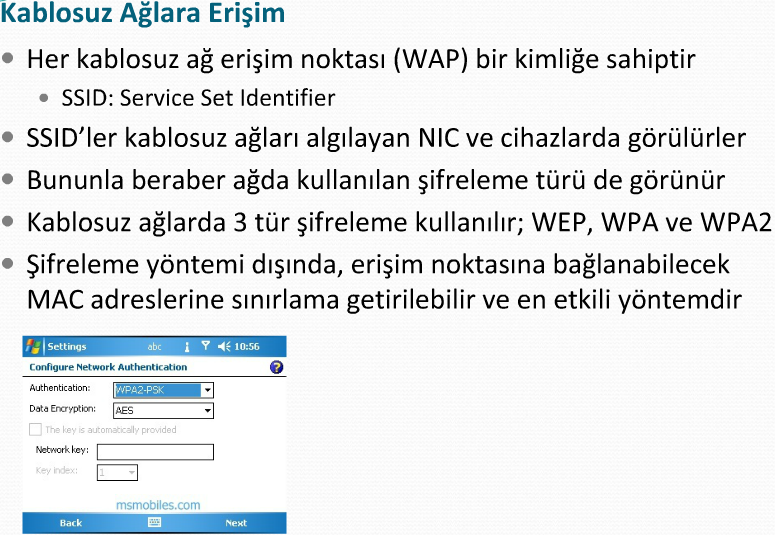 Kablosuz Ağlara Erişim
• Her kablosuz ağ erişim noktası (WAP) bir kimliğe sahiptir
• SSID: Service Set Identifier
• SSID’ler kablosuz ağları algılayan NIC ve cihazlarda görülürler
• Bununla beraber ağda kullanılan şifreleme türü de görünür
• Kablosuz ağlarda 3 tür şifreleme kullanılır; WEP, WPA ve WPA2
• Şifreleme yöntemi dışında, erişim noktasına bağlanabilecek
MAC adreslerine sınırlama getirilebilir ve en etkili yöntemdir
Settings abc 10:56
Configure Network Authentication ?
Authentication: WPA2-PSK
Data Encryption: AES
The key is automatically provided
Network key:
Key index: 1
msmobiles.com
Back Next